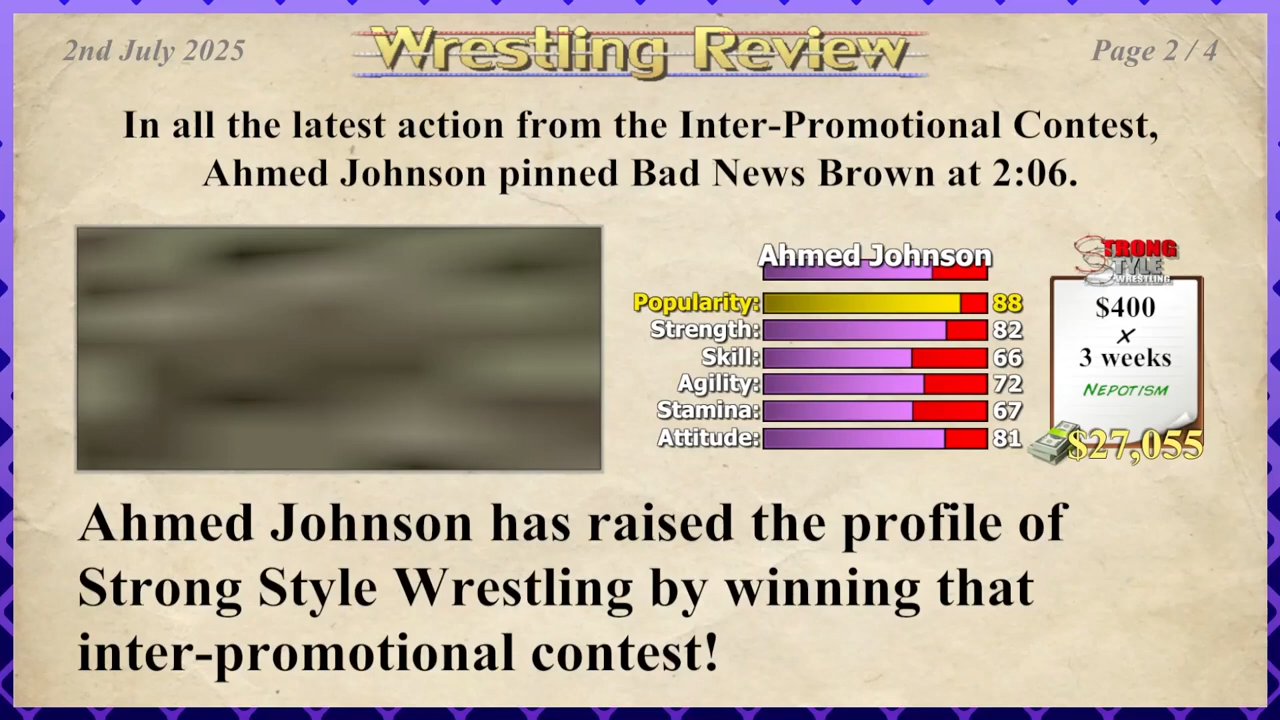 2nd July 2025
Wrestling Review
Page 2 / 4
In all the latest action from the Inter-Promotional Contest,
Ahmed Johnson pinned Bad News Brown at 2:06.
Ahmed Johnson
Popularity: 88
Strength: 82
Skill: 66
Agility: 72
Stamina: 67
Attitude: 81
STRONG
STYLE
WRESTLING
$400
x
3 weeks
NEPOTISM
$27,055
Ahmed Johnson has raised the profile of
Strong Style Wrestling by winning that
inter-promotional contest!